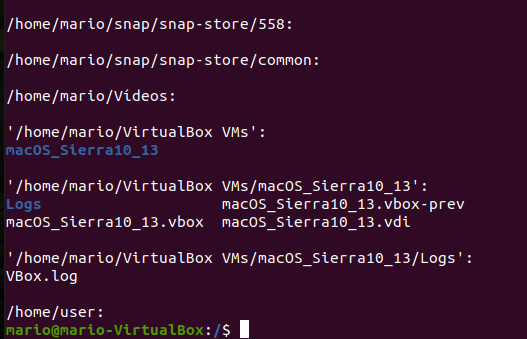 /home/mario/snap/snap-store/558:
/home/mario/snap/snap-store/common:
/home/mario/Vídeos:
'/home/mario/VirtualBox VMs':
macOS_Sierra10_13
'/home/mario/VirtualBox VMs/macOS_Sierra10_13':
Logs macOS_Sierra10_13.vbox-prev
macOS_Sierra10_13.vbox macOS_Sierra10_13.vdi
'/home/mario/VirtualBox VMs/macOS_Sierra10_13/Logs':
VBox.log
/home/user:
mario@mario-VirtualBox:/$